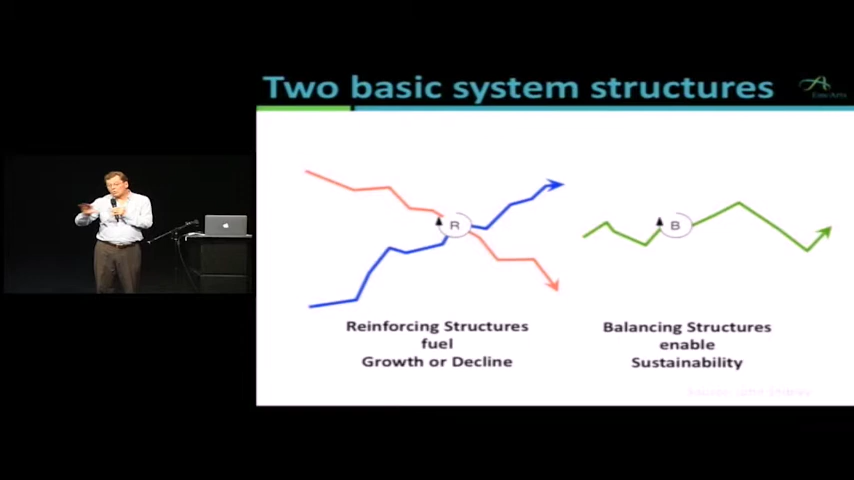 Two basic system structures
R
B
Reinforcing Structures
fuel
Growth or Decline
Balancing Structures
enable
Sustainability